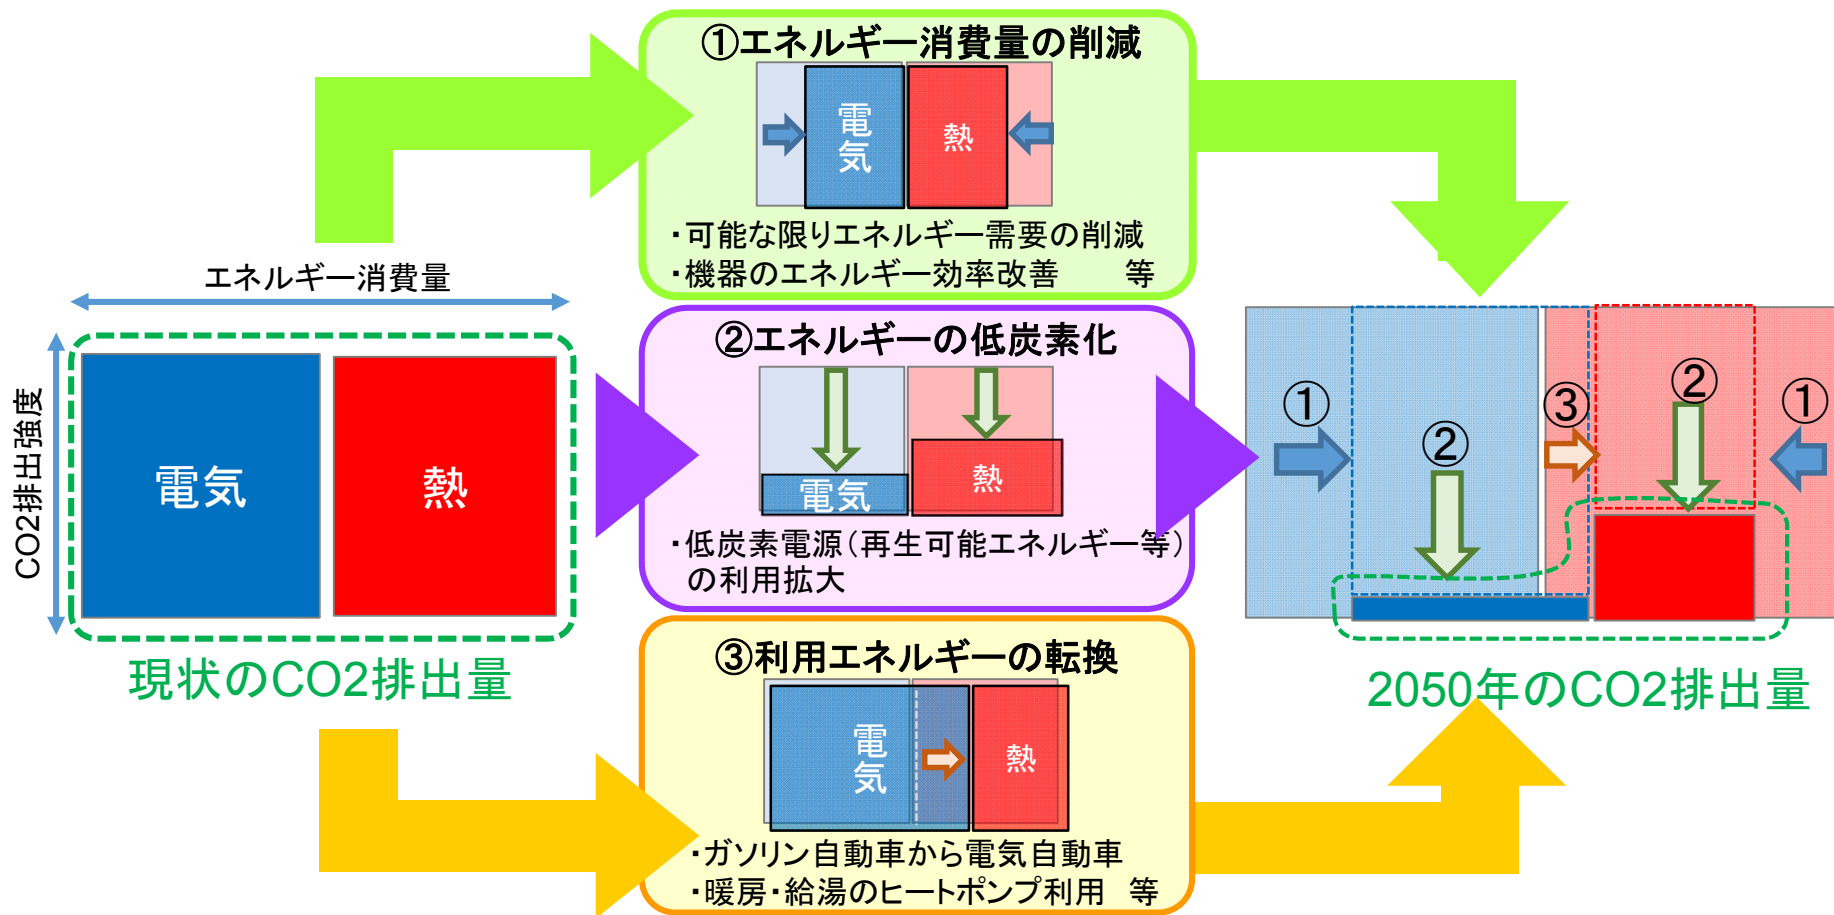 ①エネルギー消費量の削減
電気
熱
・可能な限りエネルギー需要の削減
・機器のエネルギー効率改善 等
エネルギー消費量
CO2排出強度
電気
熱
現状のCO2排出量
②エネルギーの低炭素化
電気
熱
・低炭素電源（再生可能エネルギー等）
の利用拡大
③利用エネルギーの転換
電気
熱
・ガソリン自動車から電気自動車
・暖房・給湯のヒートポンプ利用 等
①
②
③
②
①
2050年のCO2排出量